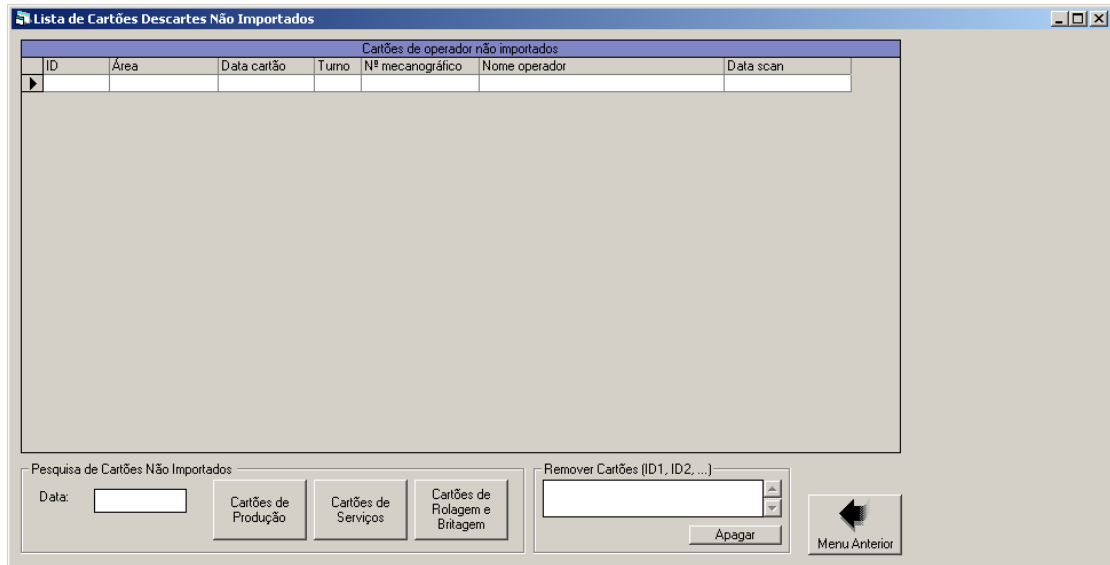 Lista de Cartões Descartes Não Importados
Cartões de operador não importados
ID Área Data cartão Turno Nº mecanográfico Nome operador Data scan
Pesquisa de Cartões Não Importados
Data:
Cartões de
Produção
Cartões de
Serviços
Cartões de
Rolagem e
Britagem
Remover Cartões (ID1, ID2, ...)
Apagar
Menu Anterior